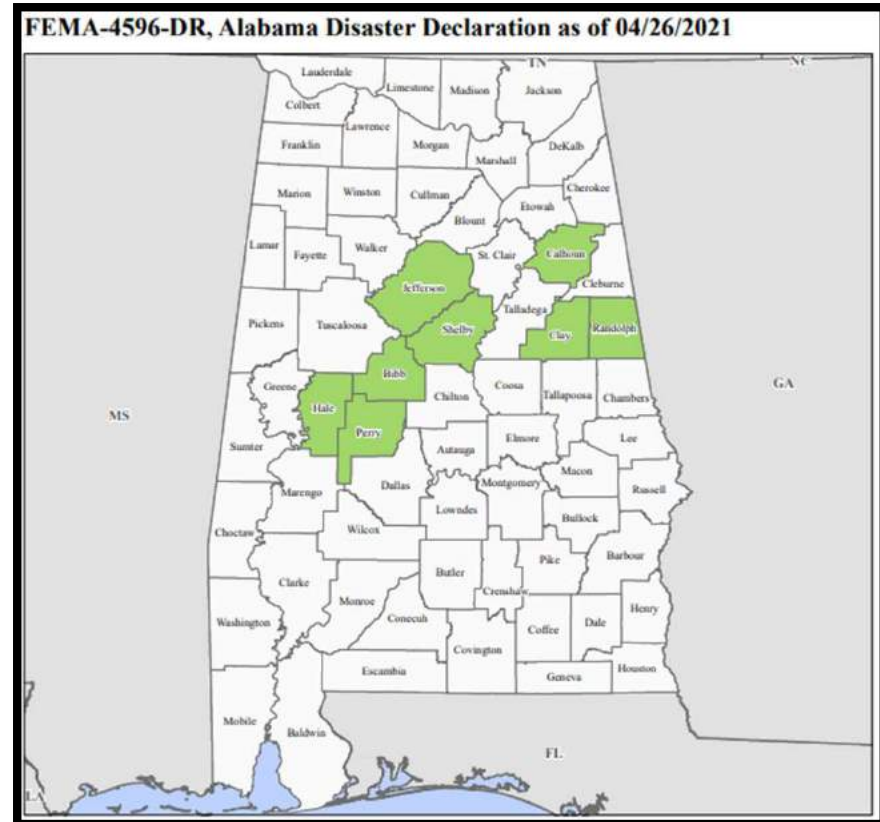 FEMA-4596-DR, Alabama Disaster Declaration as of 04/26/2021
TN
NC
Lauderdale
Limestone
Madison
Jackson
Colbert
Lawrence
Franklin
Morgan
Marshall
DeKalb
Marion
Winston
Cullman
Cherokee
Etowah
Blount
Lamar
Fayette
Walker
St. Clair
Calhoun
Cleburne
Jefferson
Talladega
Pickens
Tuscaloosa
Shelby
Clay
Randolph
Bibb
Greene
Hale
Chilton
Coosa
Tallapoosa
Chambers
GA
MS
Perry
Sumter
Autauga
Elmore
Lee
Macon
Marengo
Dallas
Montgomery
Russell
Lowndes
Bullock
Choctaw
Wilcox
Barbour
Pike
Butler
Clarke
Crenshaw
Monroe
Henry
Washington
Conecuh
Coffee
Dale
Covington
Escambia
Geneva
Houston
Mobile
Baldwin
FL
LA